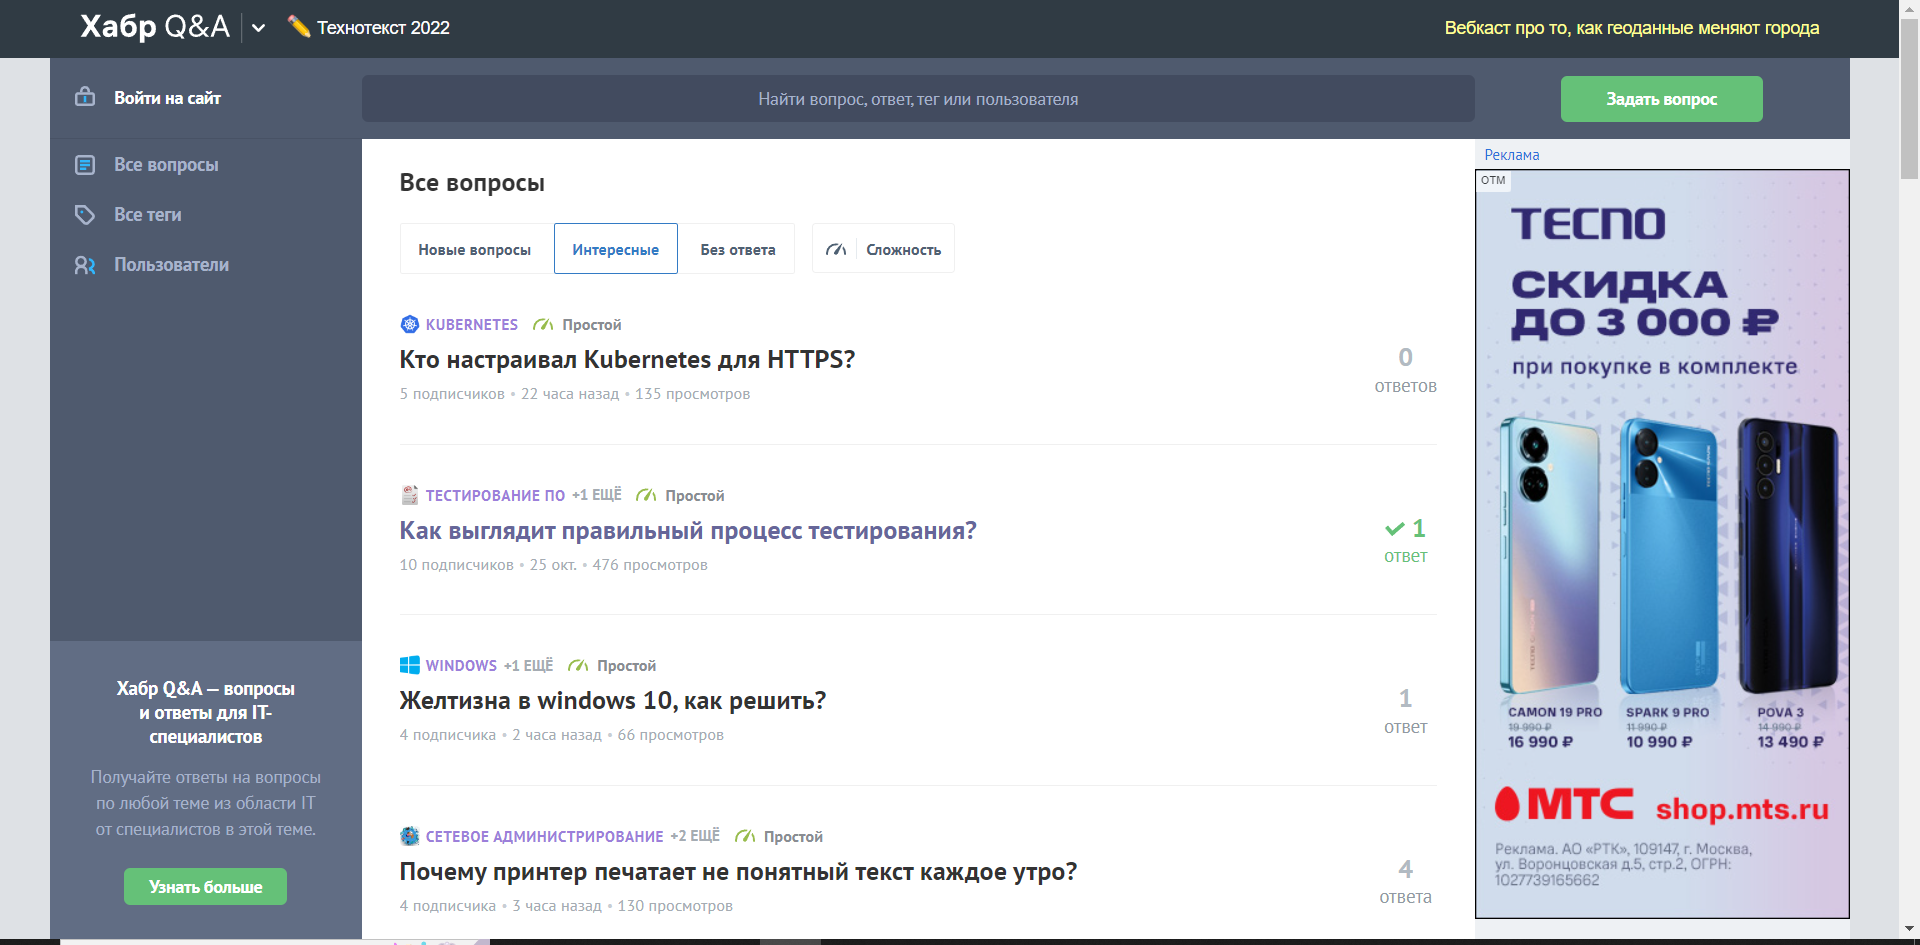 Хабр Q&A
Технотекст 2022
Вебкаст про то, как геоданные меняют города
Войти на сайт
Найти вопрос, ответ, тег или пользователя
Задать вопрос
Все вопросы
Все теги
Пользователи
Хабр Q&A — вопросы
и ответы для IT-
специалистов
Получайте ответы на вопросы
по любой теме из области IT
от специалистов в этой теме.
Узнать больше
Все вопросы
Новые вопросы
Интересные
Без ответа
Сложность
KUBERNETES Простой
Кто настраивал Kubernetes для HTTPS?
5 подписчиков • 22 часа назад • 135 просмотров
0
ответов
ТЕСТИРОВАНИЕ ПО +1 ЕЩЁ Простой
Как выглядит правильный процесс тестирования?
10 подписчиков • 25 окт. • 476 просмотров
1
ответ
WINDOWS +1 ЕЩЁ Простой
Желтизна в windows 10, как решить?
4 подписчика • 2 часа назад • 66 просмотров
1
ответ
СЕТЕВОЕ АДМИНИСТРИРОВАНИЕ +2 ЕЩЁ Простой
Почему принтер печатает не понятный текст каждое утро?
4 подписчика • 3 часа назад • 130 просмотров
4
ответа
Реклама
ОТМ
TECNO
СКИДКА
ДО 3 000 ₽
при покупке в комплекте
CAMON 19 PRO
19 990 ₽
16 990 ₽
SPARK 9 PRO
11 990 ₽
10 990 ₽
POVA 3
14 990 ₽
13 490 ₽
МТС shop.mts.ru
Реклама. АО «РТК», 109147, г. Москва,
ул. Воронцовская д.5, стр.2, ОГРН:
1027739165662